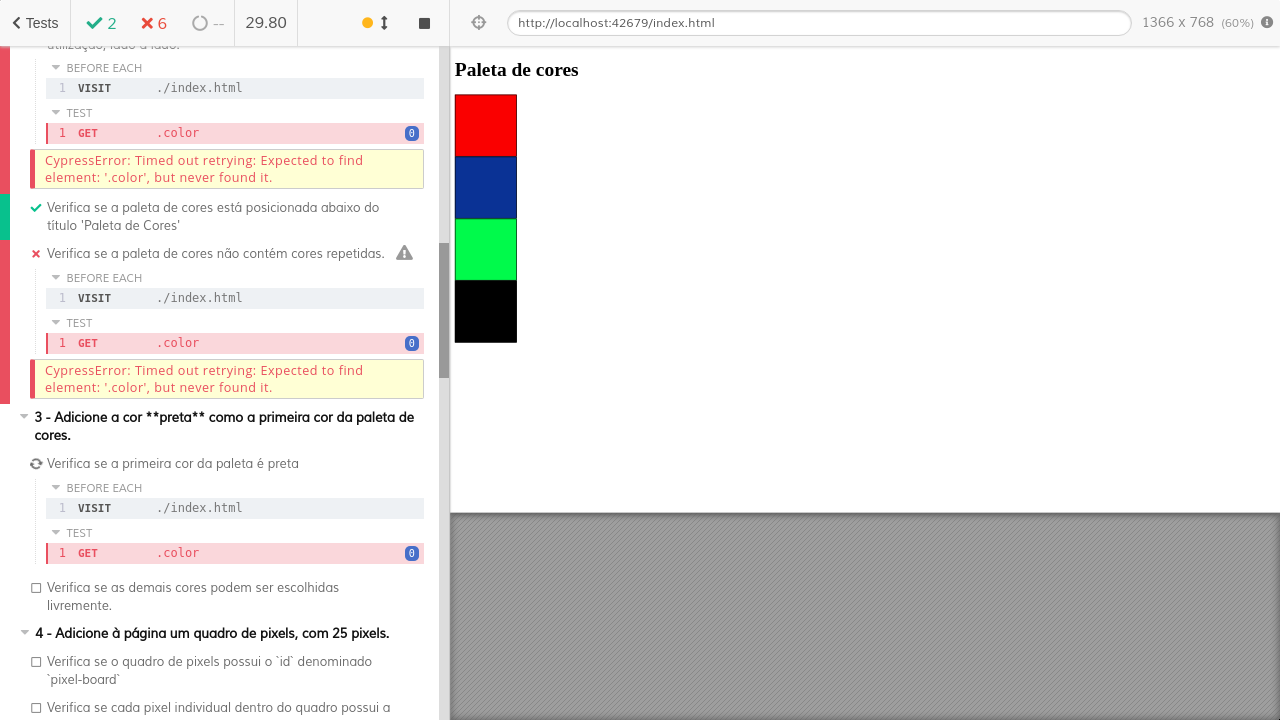 Tests 2 6 -- 29.80
http://localhost:42679/index.html 1366 x 768 (60%)
utilização, lado a lado.
BEFORE EACH
1 VISIT ./index.html
TEST
1 GET .color 0
CypressError: Timed out retrying: Expected to find
element: '.color', but never found it.
Verifica se a paleta de cores está posicionada abaixo do
título 'Paleta de Cores'
Verifica se a paleta de cores não contém cores repetidas.
BEFORE EACH
1 VISIT ./index.html
TEST
1 GET .color 0
CypressError: Timed out retrying: Expected to find
element: '.color', but never found it.
3 - Adicione a cor **preta** como a primeira cor da paleta de
cores.
Verifica se a primeira cor da paleta é preta
BEFORE EACH
1 VISIT ./index.html
TEST
1 GET .color 0
Verifica se as demais cores podem ser escolhidas
livremente.
4 - Adicione à página um quadro de pixels, com 25 pixels.
Verifica se o quadro de pixels possui o `id` denominado
`pixel-board`
Verifica se cada pixel individual dentro do quadro possui a
Paleta de cores